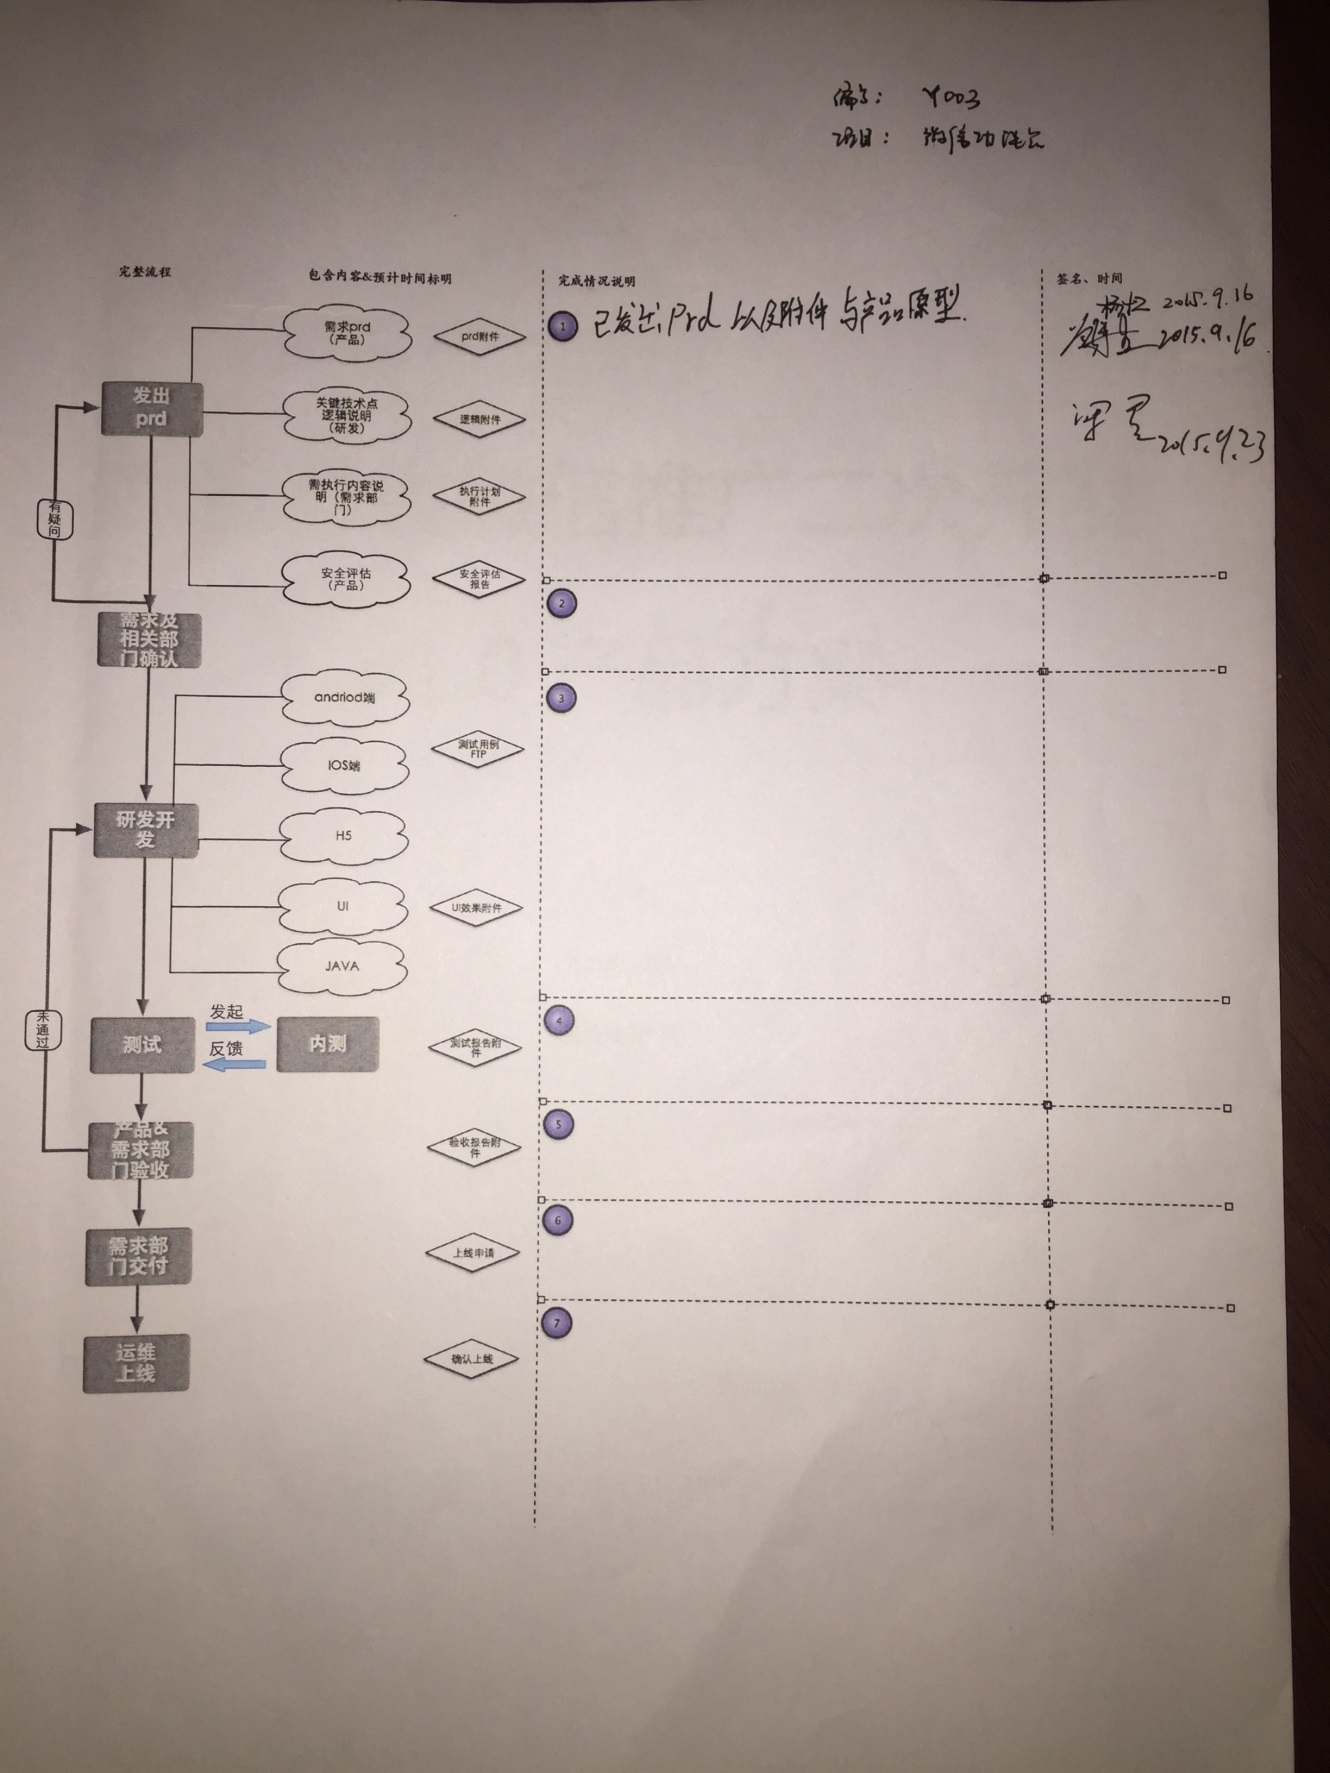 编号： Y003
项目：
完整流程
包含内容&预计时间标明
完成情况说明
签名、时间
需求prd
（产品）
prd附件
1
已发出Prd 以及附件与产品原型.
2015.9.16
2015.9.16
发出
prd
关键技术点
逻辑说明
（研发）
逻辑附件
2015.9.23
有疑问
需执行内容说
明（需求部
门）
执行计划
附件
安全评估
（产品）
安全评估
报告
2
需求及
相关部
门确认
3
andriod端
测试用例
FTP
IOS端
研发开
发
H5
UI
UI效果附件
JAVA
未通过
测试
发起
反馈
内测
测试报告附
件
4
产品&
需求部
门验收
验收报告附
件
5
需求部
门交付
上线申请
6
运维
上线
确认上线
7